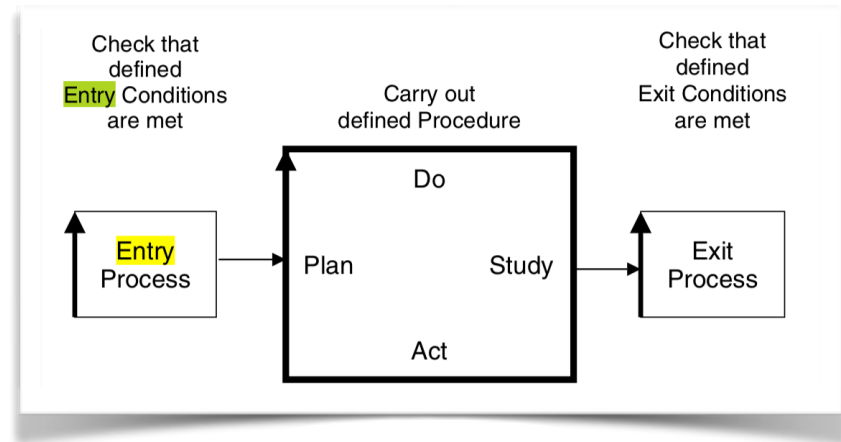 Check that
defined
Entry Conditions
are met
Carry out
defined Procedure
Check that
defined
Exit Conditions
are met
Entry
Process
Do
Plan
Study
Act
Exit
Process